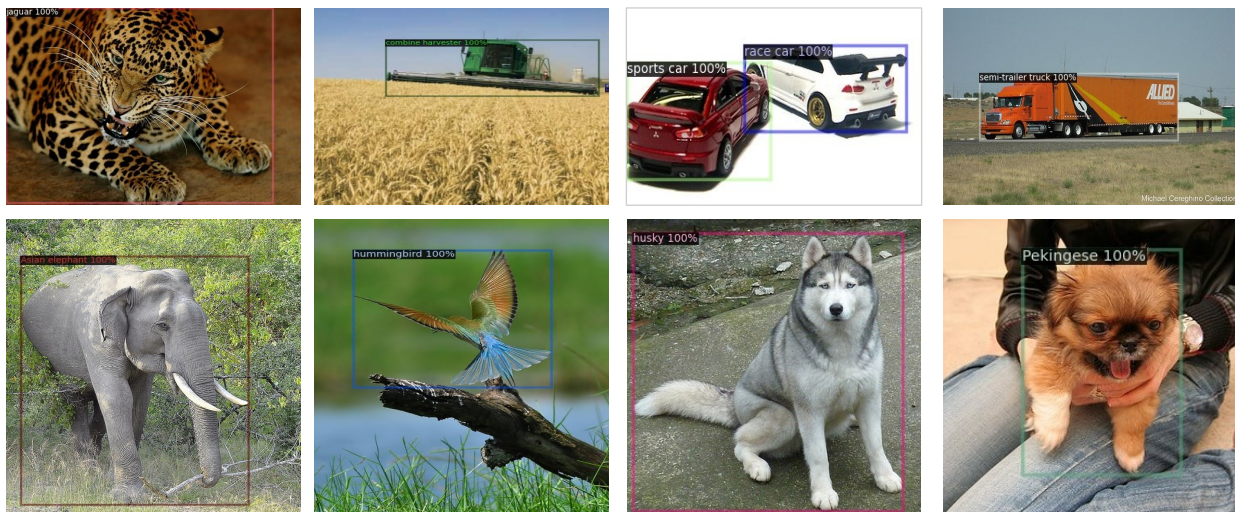 jaguar 100%
combine harvester 100%
sports car 100%
race car 100%
semi-trailer truck 100%
ALLIED
Michael Cereghino Collection
Asian elephant 100%
hummingbird 100%
husky 100%
Pekingese 100%